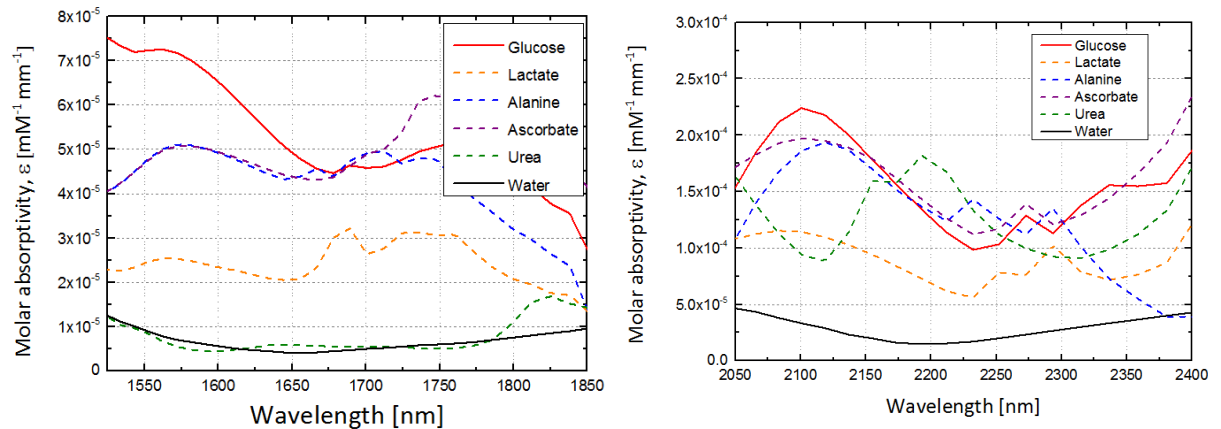 8x10⁻⁵
7x10⁻⁵
6x10⁻⁵
5x10⁻⁵
4x10⁻⁵
3x10⁻⁵
2x10⁻⁵
1x10⁻⁵
0
Molar absorptivity, ε [mM⁻¹ mm⁻¹]
Glucose
Lactate
Alanine
Ascorbate
Urea
Water
1550 1600 1650 1700 1750 1800 1850
Wavelength [nm]
3.0x10⁻⁴
2.5x10⁻⁴
2.0x10⁻⁴
1.5x10⁻⁴
1.0x10⁻⁴
5.0x10⁻⁵
0.0
Molar absorptivity, ε [mM⁻¹ mm⁻¹]
Glucose
Lactate
Alanine
Ascorbate
Urea
Water
2050 2100 2150 2200 2250 2300 2350 2400
Wavelength [nm]